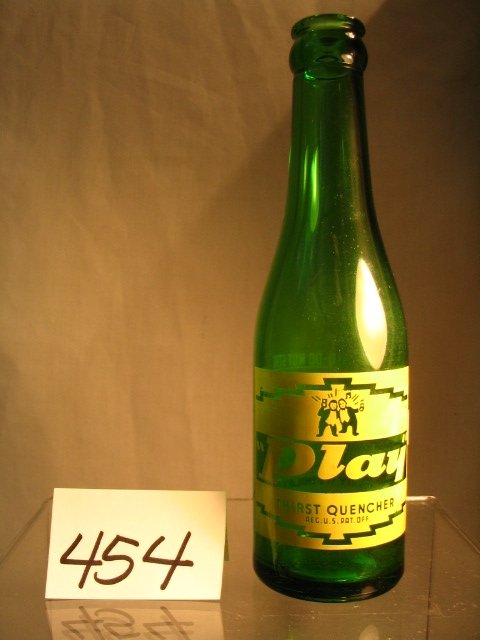 "Play"
THIRST QUENCHER
REG. U.S. PAT. OFF
454